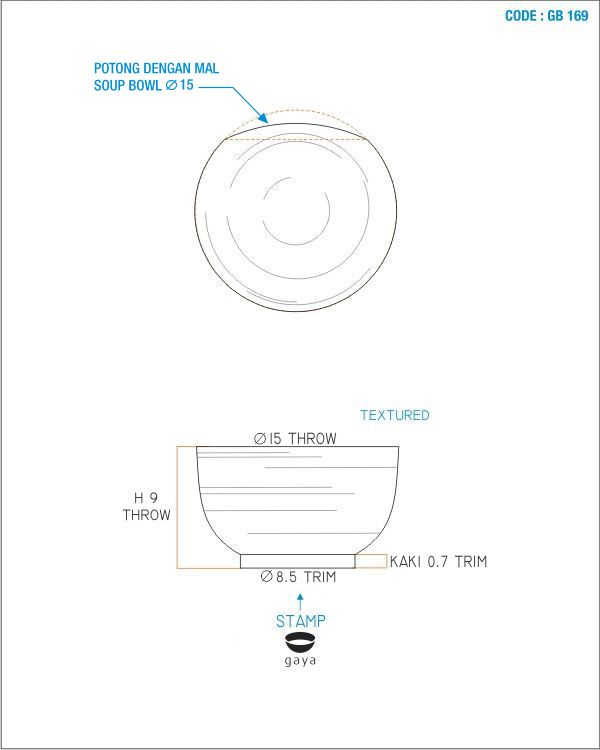 CODE : GB 169
POTONG DENGAN MAL
SOUP BOWL ∅15
TEXTURED
∅15 THROW
H 9
THROW
KAKI 0.7 TRIM
∅8.5 TRIM
STAMP
gaya